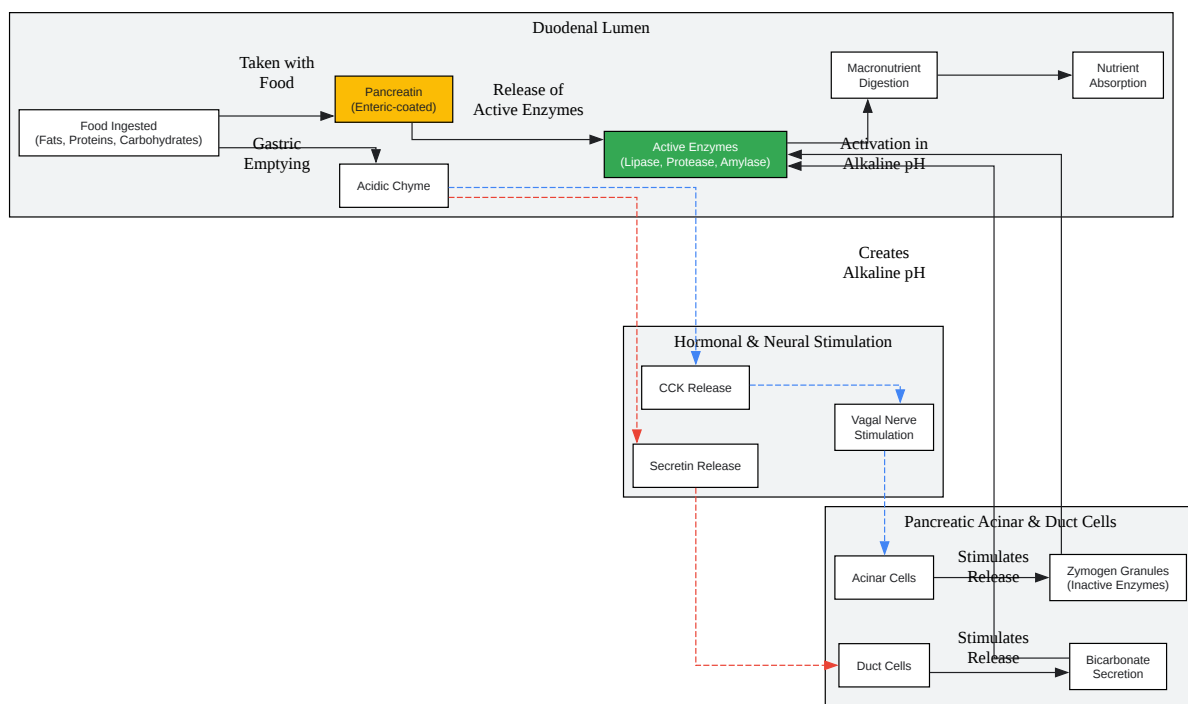 Duodenal Lumen
Taken with
Food
Pancreatin
(Enteric-coated)
Release of
Active Enzymes
Macronutrient
Digestion
Nutrient
Absorption
Food Ingested
(Fats, Proteins, Carbohydrates)
Gastric
Emptying
Acidic Chyme
Active Enzymes
(Lipase, Protease, Amylase)
Activation in
Alkaline pH
Creates
Alkaline pH
Hormonal & Neural Stimulation
CCK Release
Vagal Nerve
Stimulation
Secretin Release
Pancreatic Acinar & Duct Cells
Acinar Cells
Stimulates
Release
Zymogen Granules
(Inactive Enzymes)
Duct Cells
Stimulates
Release
Bicarbonate
Secretion